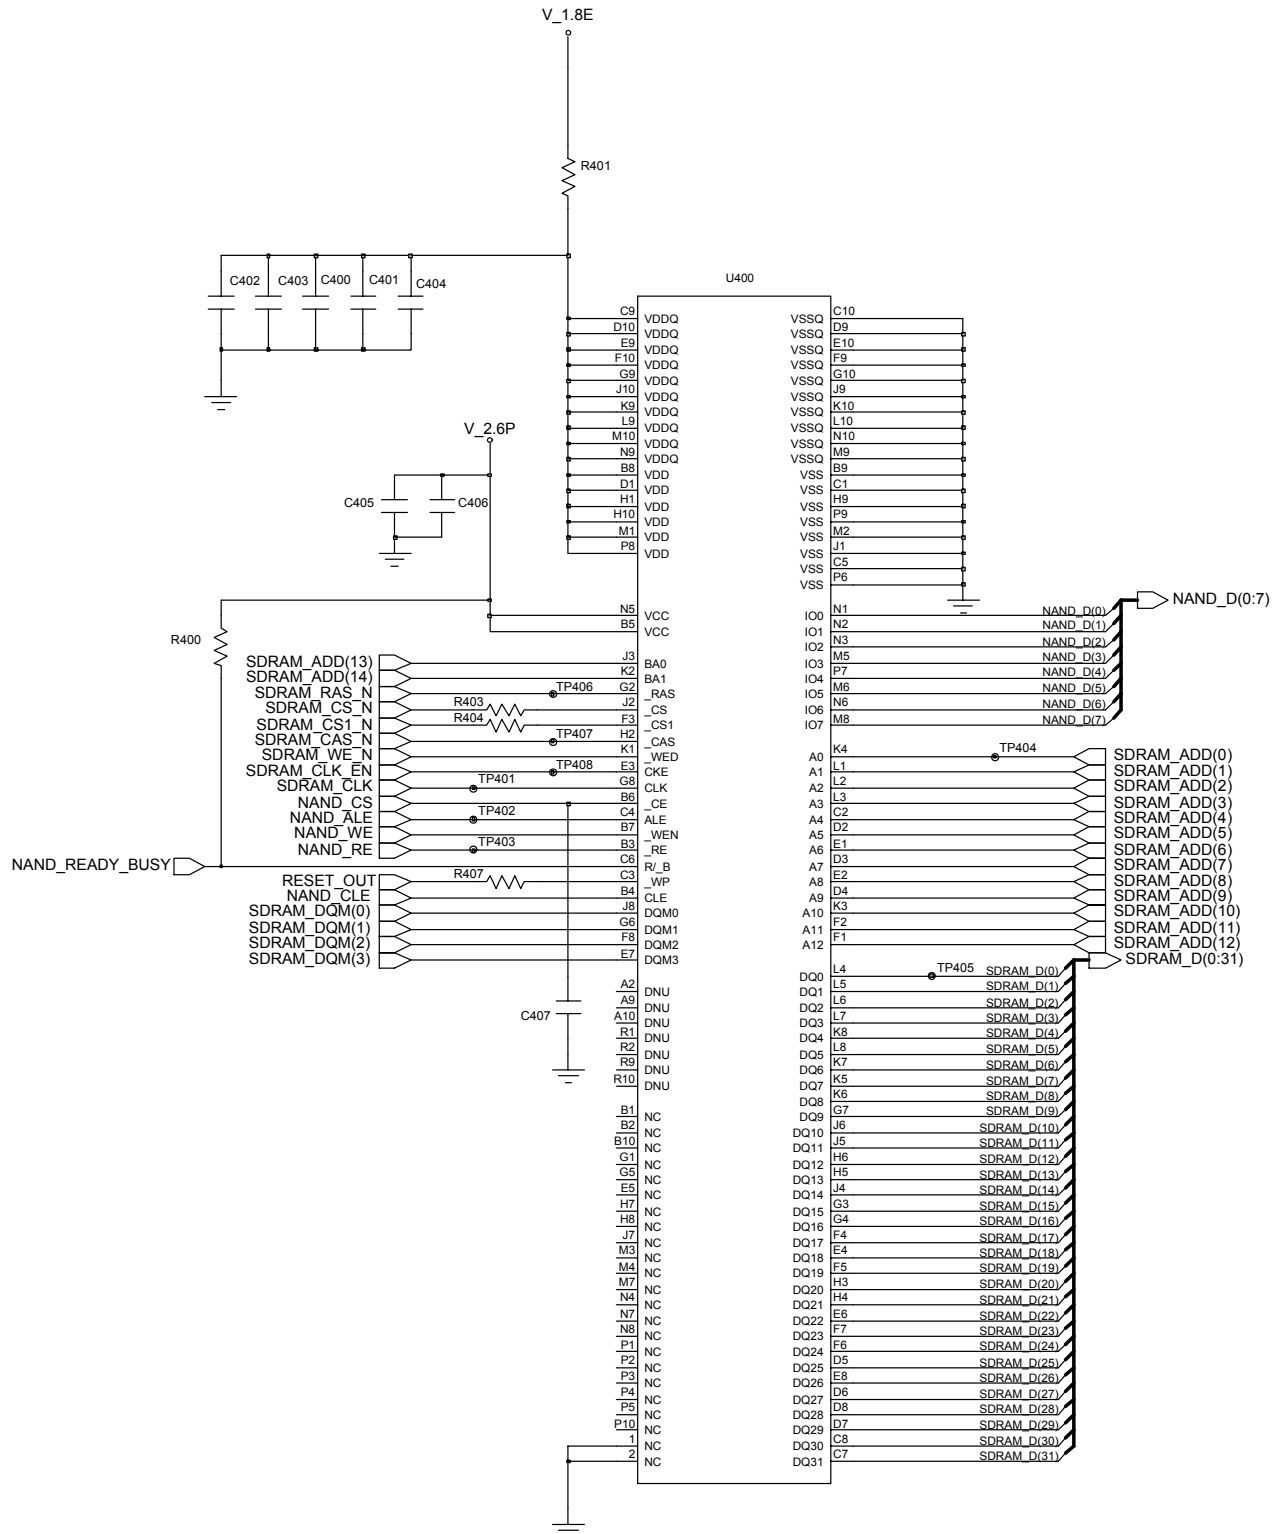 V_1.8E
R401
C402 C403 C400 C401 C404
U400
C9 VDDQ VSSQ C10
D10 VDDQ VSSQ D9
E9 VDDQ VSSQ E10
F10 VDDQ VSSQ F9
G9 VDDQ VSSQ G10
J10 VDDQ VSSQ J9
K9 VDDQ VSSQ K10
L9 VDDQ VSSQ L10
M10 VDDQ VSSQ N10
N9 VDDQ VSSQ M9
V_2.6P
B8 VDD VSS B9
D1 VDD VSS C1
H1 VDD VSS H9
H10 VDD VSS P9
M1 VDD VSS M2
P8 VDD VSS J1
VSS C5
VSS P6
C405 C406
N5 VCC IO0 N1 NAND_D(0) NAND_D(0:7)
B5 VCC IO1 N2 NAND_D(1)
IO2 N3 NAND_D(2)
R400
SDRAM_ADD(13) J3 BA0 IO3 M5 NAND_D(3)
SDRAM_ADD(14) K2 BA1 IO4 P7 NAND_D(4)
SDRAM_RAS_N TP406 G2 _RAS IO5 M6 NAND_D(5)
SDRAM_CS_N R403 J2 _CS IO6 N6 NAND_D(6)
SDRAM_CS1_N R404 F3 _CS1 IO7 M8 NAND_D(7)
SDRAM_CAS_N TP407 H2 _CAS
SDRAM_WE_N K1 _WED A0 K4 TP404 SDRAM_ADD(0)
SDRAM_CLK_EN TP408 E3 CKE A1 L1 SDRAM_ADD(1)
SDRAM_CLK TP401 G8 CLK A2 L2 SDRAM_ADD(2)
NAND_CS B6 _CE A3 L3 SDRAM_ADD(3)
NAND_ALE TP402 C4 ALE A4 C2 SDRAM_ADD(4)
NAND_WE B7 _WEN A5 D2 SDRAM_ADD(5)
NAND_RE TP403 B3 _RE A6 E1 SDRAM_ADD(6)
NAND_READY_BUSY C6 R/_B A7 D3 SDRAM_ADD(7)
RESET_OUT R407 C3 _WP A8 E2 SDRAM_ADD(8)
NAND_CLE B4 CLE A9 D4 SDRAM_ADD(9)
SDRAM_DQM(0) J8 DQM0 A10 K3 SDRAM_ADD(10)
SDRAM_DQM(1) G6 DQM1 A11 F2 SDRAM_ADD(11)
SDRAM_DQM(2) F8 DQM2 A12 F1 SDRAM_ADD(12)
SDRAM_DQM(3) E7 DQM3 SDRAM_D(0:31)
DQ0 L4 TP405 SDRAM_D(0)
A2 DNU DQ1 L5 SDRAM_D(1)
A9 DNU DQ2 L6 SDRAM_D(2)
A10 DNU DQ3 L7 SDRAM_D(3)
C407
R1 DNU DQ4 K8 SDRAM_D(4)
R2 DNU DQ5 L8 SDRAM_D(5)
R9 DNU DQ6 K7 SDRAM_D(6)
R10 DNU DQ7 K5 SDRAM_D(7)
DQ8 K6 SDRAM_D(8)
B1 NC DQ9 G7 SDRAM_D(9)
B2 NC DQ10 J6 SDRAM_D(10)
B10 NC DQ11 J5 SDRAM_D(11)
G1 NC DQ12 H6 SDRAM_D(12)
G5 NC DQ13 H5 SDRAM_D(13)
E5 NC DQ14 J4 SDRAM_D(14)
H7 NC DQ15 G3 SDRAM_D(15)
H8 NC DQ16 G4 SDRAM_D(16)
J7 NC DQ17 F4 SDRAM_D(17)
M3 NC DQ18 E4 SDRAM_D(18)
M4 NC DQ19 F5 SDRAM_D(19)
M7 NC DQ20 H3 SDRAM_D(20)
N4 NC DQ21 H4 SDRAM_D(21)
N7 NC DQ22 E6 SDRAM_D(22)
N8 NC DQ23 F7 SDRAM_D(23)
P1 NC DQ24 F6 SDRAM_D(24)
P2 NC DQ25 D5 SDRAM_D(25)
P3 NC DQ26 E8 SDRAM_D(26)
P4 NC DQ27 D6 SDRAM_D(27)
P5 NC DQ28 D8 SDRAM_D(28)
P10 NC DQ29 D7 SDRAM_D(29)
1 NC DQ30 C8 SDRAM_D(30)
2 NC DQ31 C7 SDRAM_D(31)